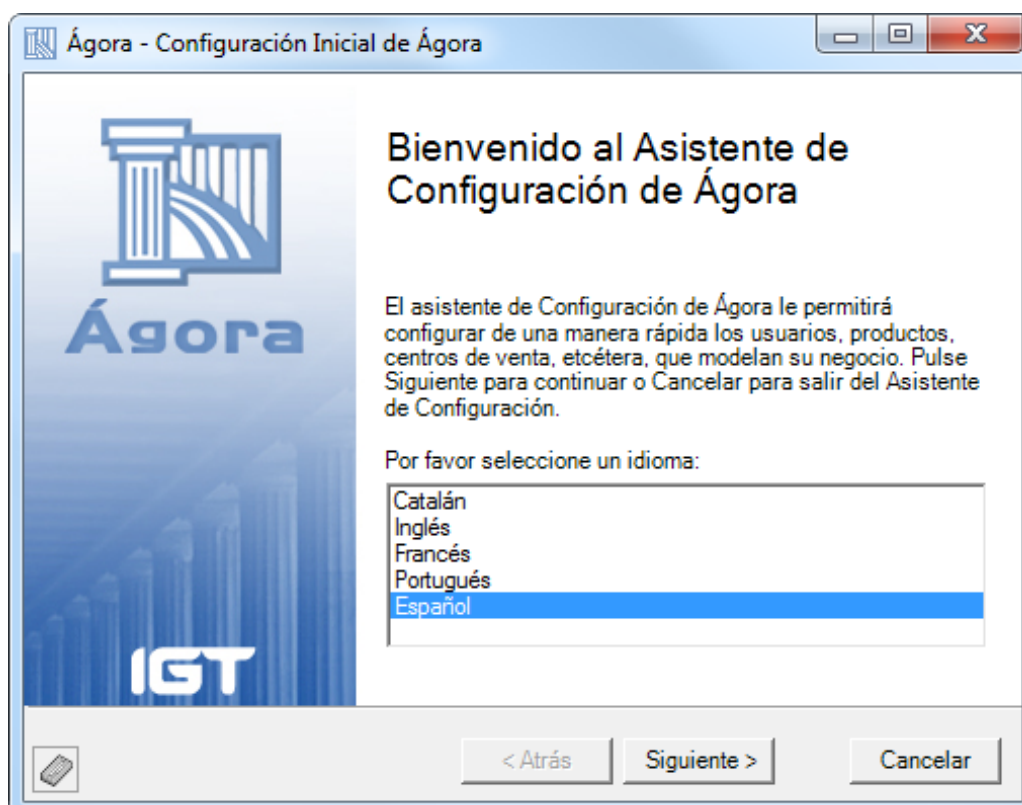 Ágora - Configuración Inicial de Ágora
Bienvenido al Asistente de
Configuración de Ágora
Ágora
El asistente de Configuración de Ágora le permitirá
configurar de una manera rápida los usuarios, productos,
centros de venta, etcétera, que modelan su negocio. Pulse
Siguiente para continuar o Cancelar para salir del Asistente
de Configuración.
Por favor seleccione un idioma:
Catalán
Inglés
Francés
Portugués
Español
IGT
< Atrás
Siguiente >
Cancelar